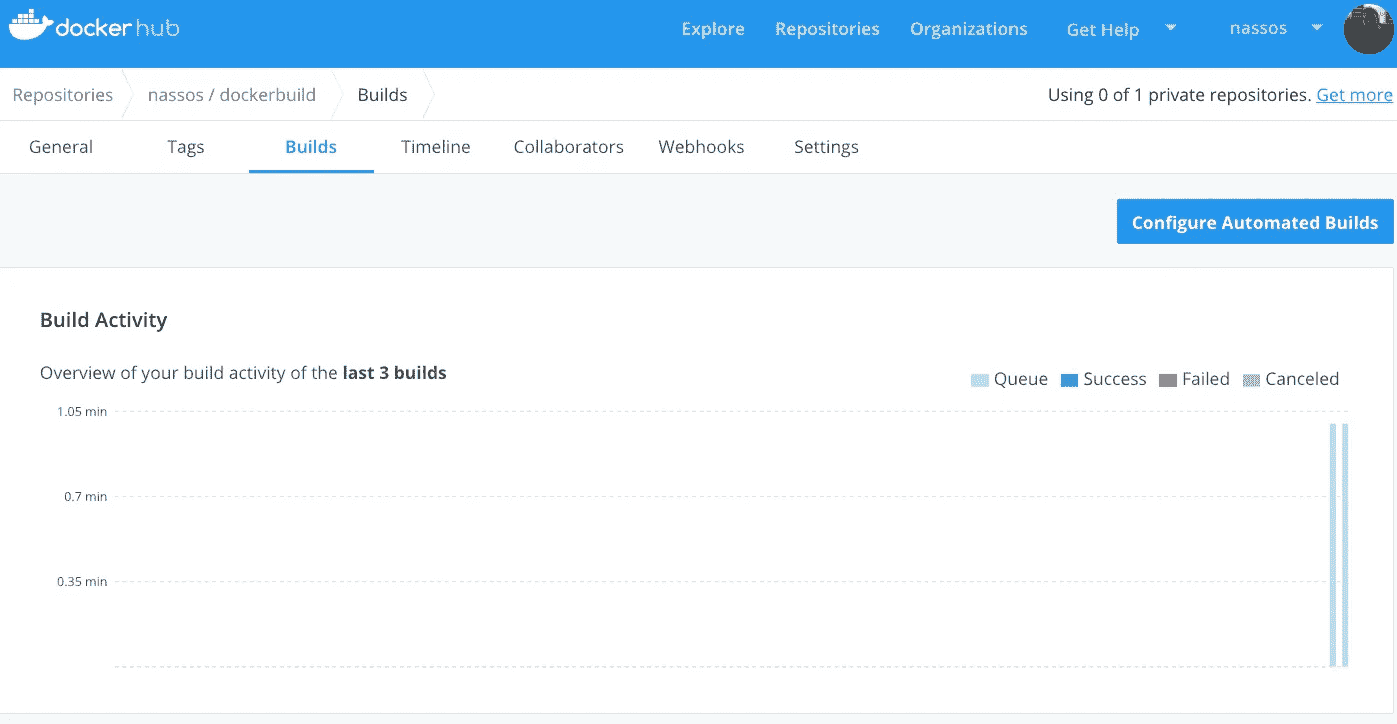 docker hub Explore Repositories Organizations Get Help nassos
Repositories nassos / dockerbuild Builds Using 0 of 1 private repositories. Get more
General Tags Builds Timeline Collaborators Webhooks Settings
Configure Automated Builds
Build Activity
Overview of your build activity of the last 3 builds
Queue Success Failed Canceled
1.05 min
0.7 min
0.35 min